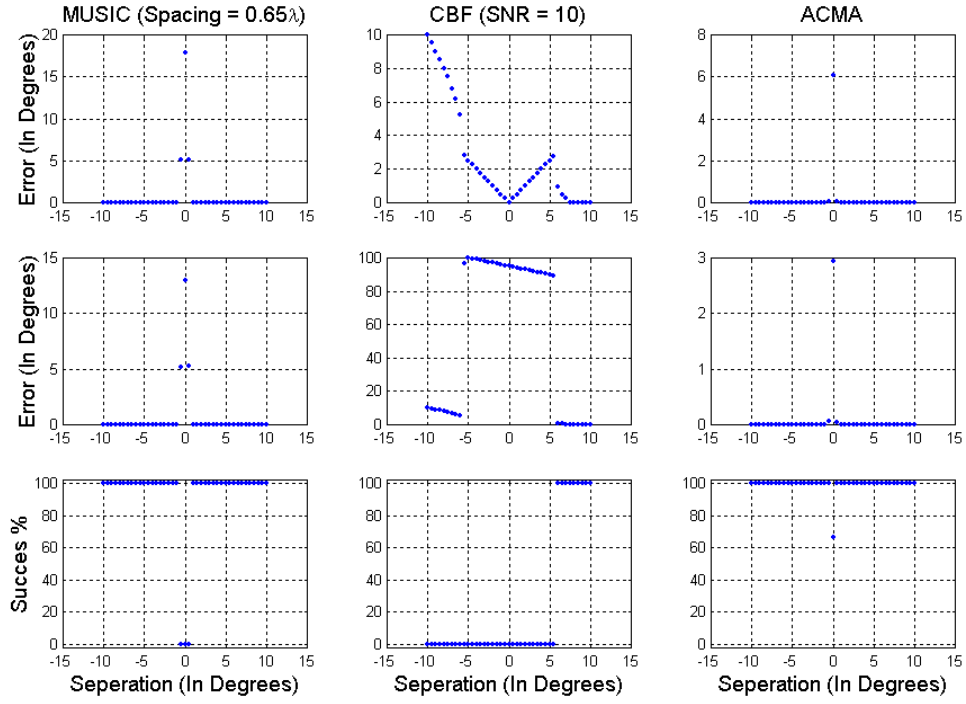 MUSIC (Spacing = 0.65λ)
CBF (SNR = 10)
ACMA
Error (In Degrees)
20
15
10
5
0
-15 -10 -5 0 5 10 15
10
8
6
4
2
0
-15 -10 -5 0 5 10 15
8
6
4
2
0
-15 -10 -5 0 5 10 15
Error (In Degrees)
15
10
5
0
-15 -10 -5 0 5 10 15
100
80
60
40
20
0
-15 -10 -5 0 5 10 15
3
2
1
0
-15 -10 -5 0 5 10 15
Succes %
100
80
60
40
20
0
-15 -10 -5 0 5 10 15
Seperation (In Degrees)
100
80
60
40
20
0
-15 -10 -5 0 5 10 15
Seperation (In Degrees)
100
80
60
40
20
0
-15 -10 -5 0 5 10 15
Seperation (In Degrees)